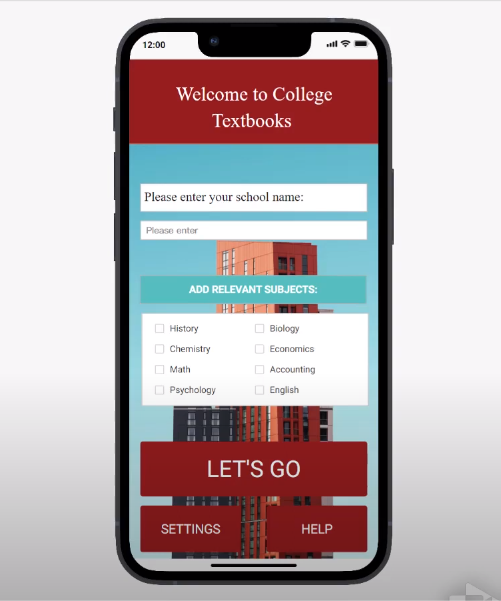 12:00
Welcome to College
Textbooks
Please enter your school name:
Please enter
ADD RELEVANT SUBJECTS:
History Biology
Chemistry Economics
Math Accounting
Psychology English
LET'S GO
SETTINGS HELP